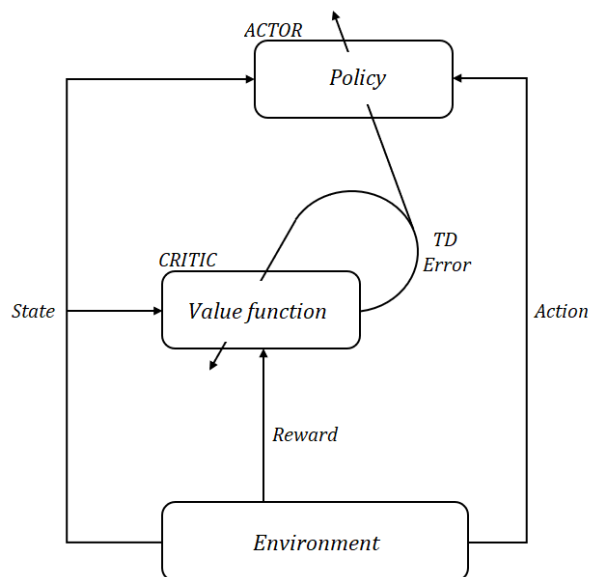 ACTOR
Policy
TD
Error
CRITIC
Value function
State
Action
Reward
Environment